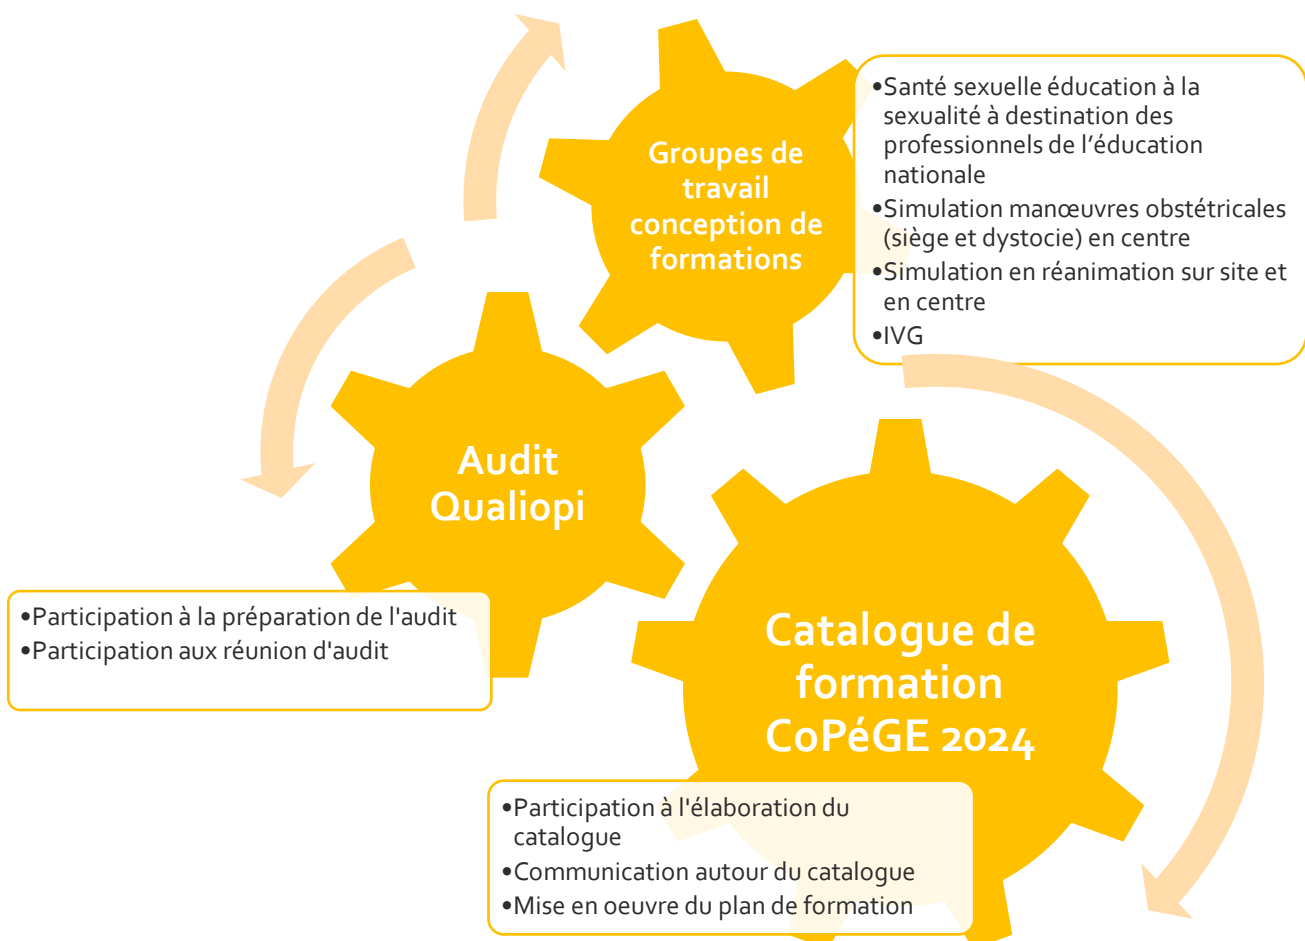 Groupes de
travail
conception de
formations
•Santé sexuelle éducation à la
sexualité à destination des
professionnels de l’éducation
nationale
•Simulation manœuvres obstétricales
(siège et dystocie) en centre
•Simulation en réanimation sur site et
en centre
•IVG
Audit
Qualiopi
•Participation à la préparation de l'audit
•Participation aux réunion d'audit
Catalogue de
formation
CoPéGE 2024
•Participation à l'élaboration du
catalogue
•Communication autour du catalogue
•Mise en oeuvre du plan de formation